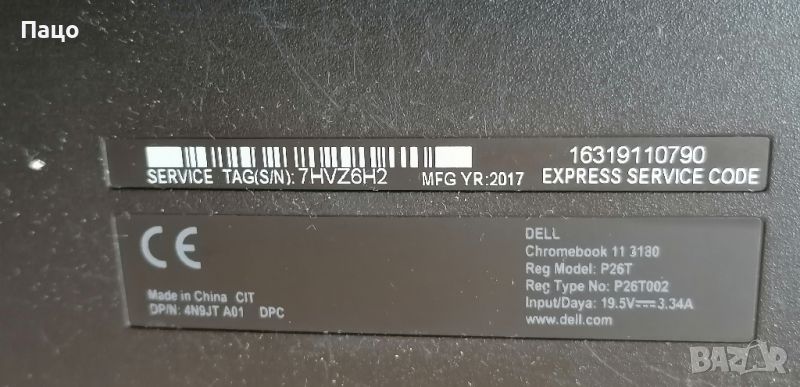 Пацо
16319110790
SERVICE TAG(S/N): 7HVZ6H2 MFG YR:2017 EXPRESS SERVICE CODE
CE
DELL
Chromebook 11 3180
Reg Model: P26T
Reg Type No: P26T002
Input/Daya: 19.5V⎓3.34A
www.dell.com
Made in China CIT
DP/N: 4N9JT A01 DPC
BAZAR